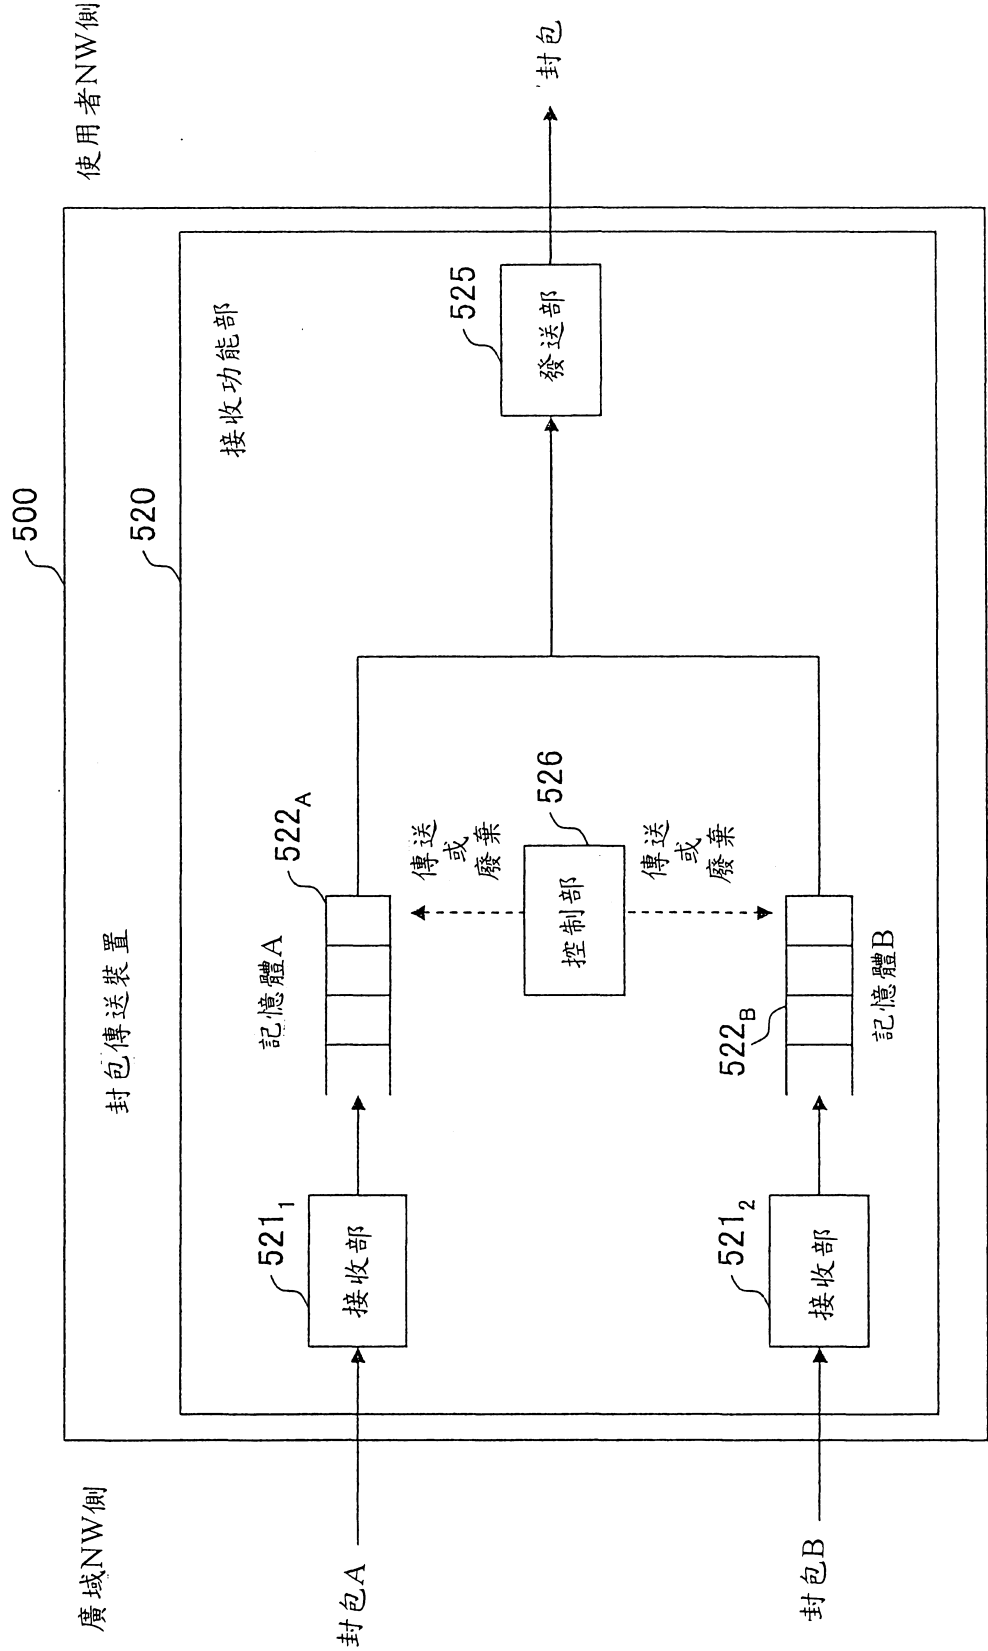 廣域NW側
使用者NW側
500
封包傳送裝置
520
接收功能部
封包A
521₁
接收部
記憶體A
522A
傳送
或
廢棄
控制部
526
傳送
或
廢棄
525
發送部
封包
封包B
521₂
接收部
522B
記憶體B